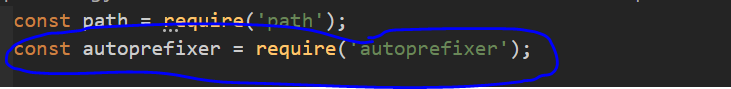 const path = require('path');
const autoprefixer = require('autoprefixer');